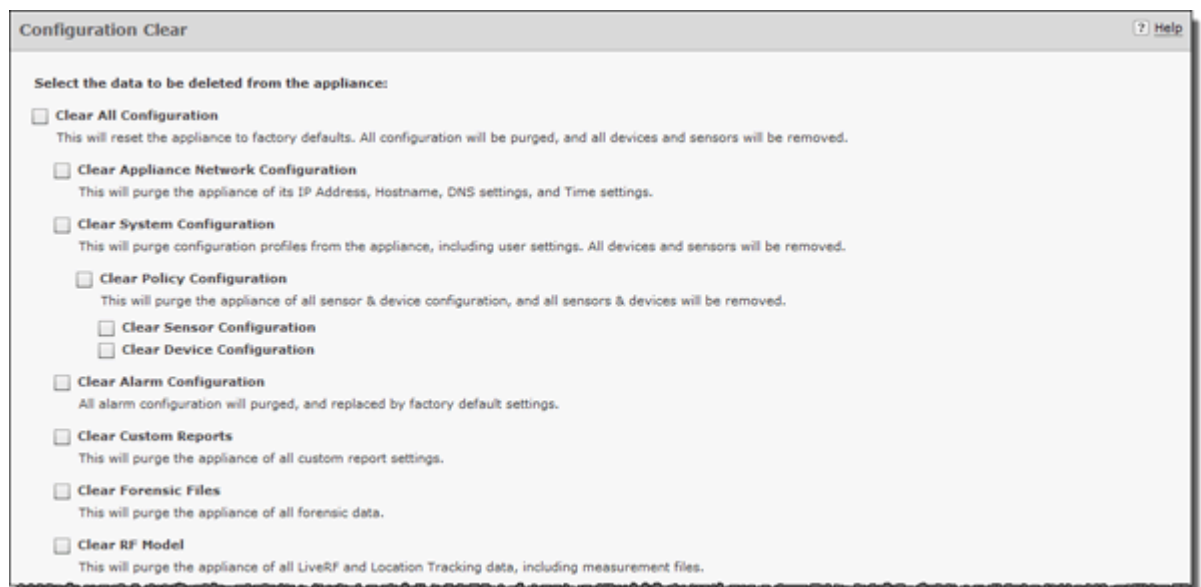 Configuration Clear
? Help
Select the data to be deleted from the appliance:
Clear All Configuration
This will reset the appliance to factory defaults. All configuration will be purged, and all devices and sensors will be removed.
Clear Appliance Network Configuration
This will purge the appliance of its IP Address, Hostname, DNS settings, and Time settings.
Clear System Configuration
This will purge configuration profiles from the appliance, including user settings. All devices and sensors will be removed.
Clear Policy Configuration
This will purge the appliance of all sensor & device configuration, and all sensors & devices will be removed.
Clear Sensor Configuration
Clear Device Configuration
Clear Alarm Configuration
All alarm configuration will purged, and replaced by factory default settings.
Clear Custom Reports
This will purge the appliance of all custom report settings.
Clear Forensic Files
This will purge the appliance of all forensic data.
Clear RF Model
This will purge the appliance of all LiveRF and Location Tracking data, including measurement files.